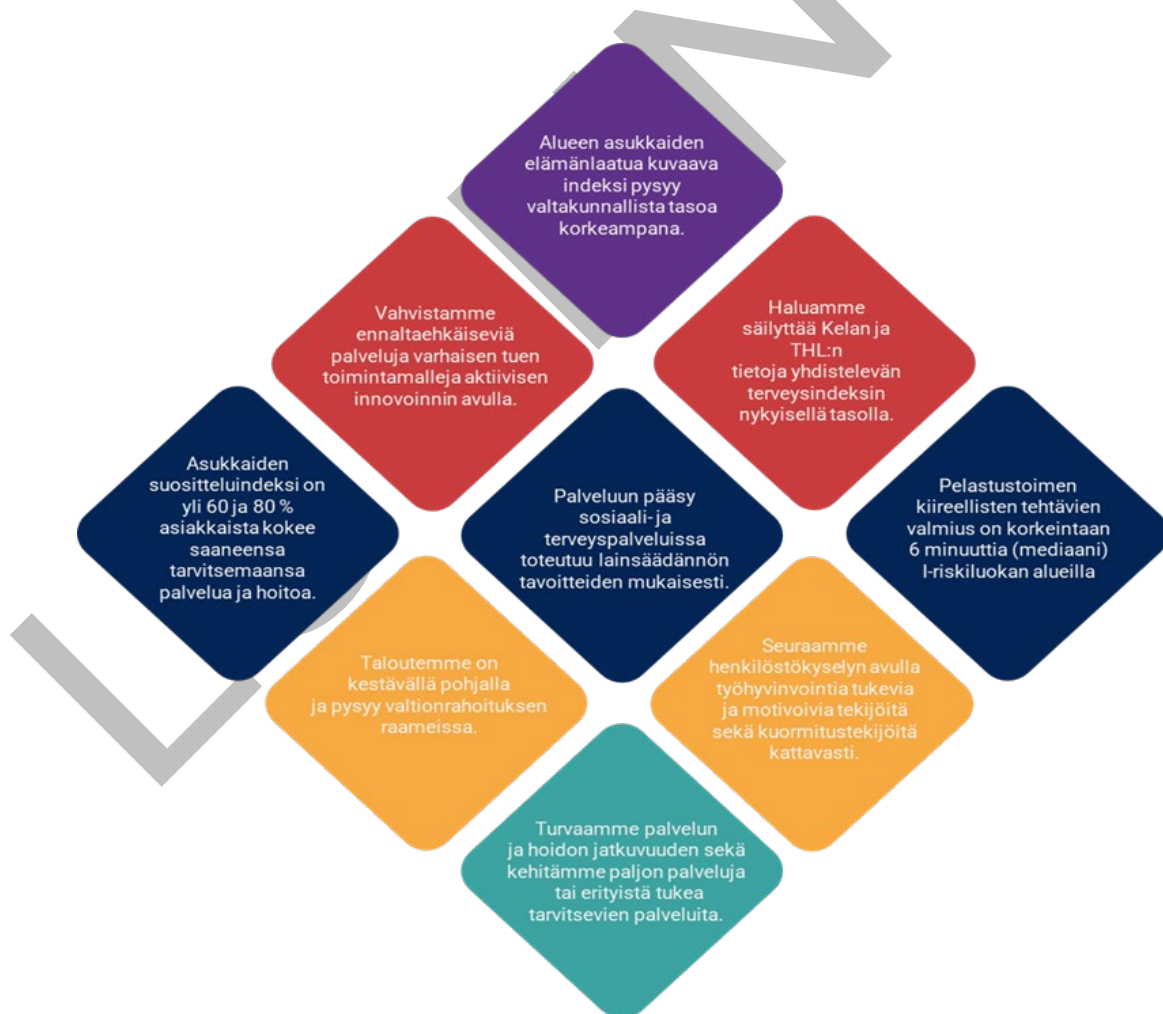 Alueen asukkaiden
elämänlaatua kuvaava
indeksi pysyy
valtakunnallista tasoa
korkeampana.
Vahvistamme
ennaltaehkäiseviä
palveluja varhaisen tuen
toimintamalleja aktiivisen
innovoinnin avulla.
Haluamme
säilyttää Kelan ja
THL:n
tietoja yhdistelevän
terveysindeksin
nykyisellä tasolla.
Asukkaiden
suositteluindeksi on
yli 60 ja 80 %
asiakkaista kokee
saaneensa
tarvitsemaansa
palvelua ja hoitoa.
Palveluun pääsy
sosiaali- ja
terveyspalveluissa
toteutuu lainsäädännön
tavoitteiden mukaisesti.
Pelastustoimen
kiireellisten tehtävien
valmius on korkeintaan
6 minuuttia (mediaani)
I-riskiluokan alueilla
Taloutemme on
kestävällä pohjalla
ja pysyy valtionrahoituksen
raameissa.
Seuraamme
henkilöstökyselyn avulla
työhyvinvointia tukevia
ja motivoivia tekijöitä
sekä kuormitustekijöitä
kattavasti.
Turvaamme palvelun
ja hoidon jatkuvuuden sekä
kehitämme paljon palveluja
tai erityistä tukea
tarvitsevien palveluita.